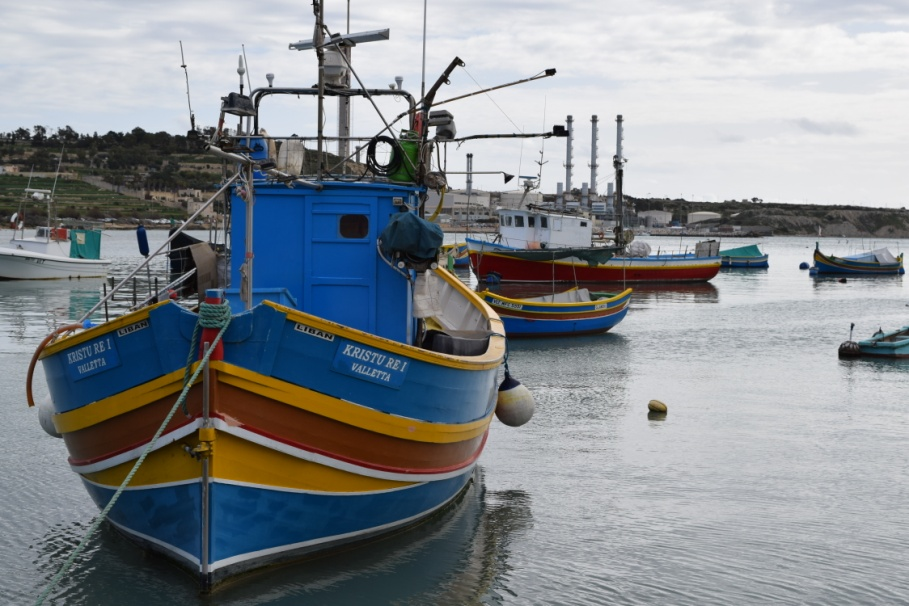 LIBAN
KRISTU RE I
VALLETTA
LIBAN
KRISTU RE I
VALLETTA